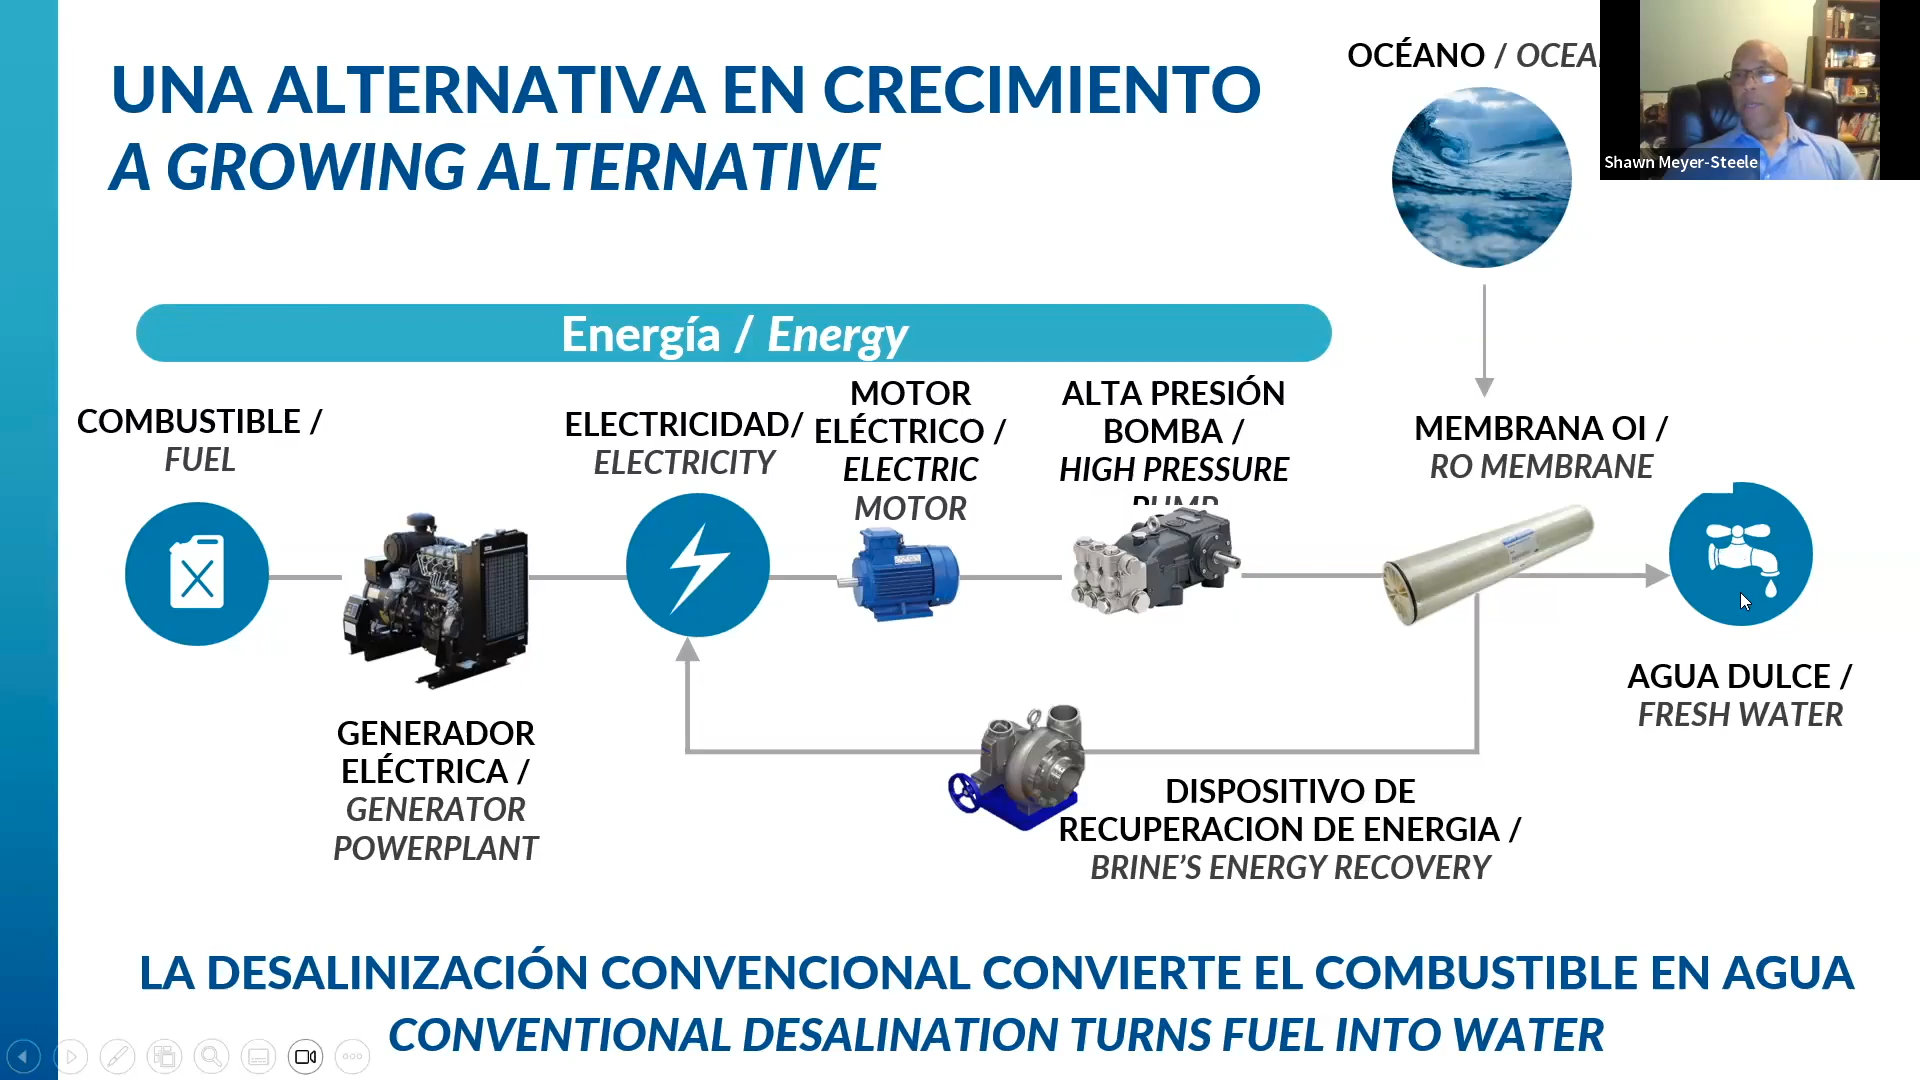 UNA ALTERNATIVA EN CRECIMIENTO
A GROWING ALTERNATIVE
OCÉANO /
Shawn Meyer-Steele
Energía / Energy
COMBUSTIBLE /
FUEL
ELECTRICIDAD/
ELECTRICITY
MOTOR
ELÉCTRICO /
ELECTRIC
MOTOR
ALTA PRESIÓN
BOMBA /
HIGH PRESSURE
PUMP
MEMBRANA OI /
RO MEMBRANE
GENERADOR
ELÉCTRICA /
GENERATOR
POWERPLANT
AGUA DULCE /
FRESH WATER
DISPOSITIVO DE
RECUPERACION DE ENERGIA /
BRINE'S ENERGY RECOVERY
LA DESALINIZACIÓN CONVENCIONAL CONVIERTE EL COMBUSTIBLE EN AGUA
CONVENTIONAL DESALINATION TURNS FUEL INTO WATER